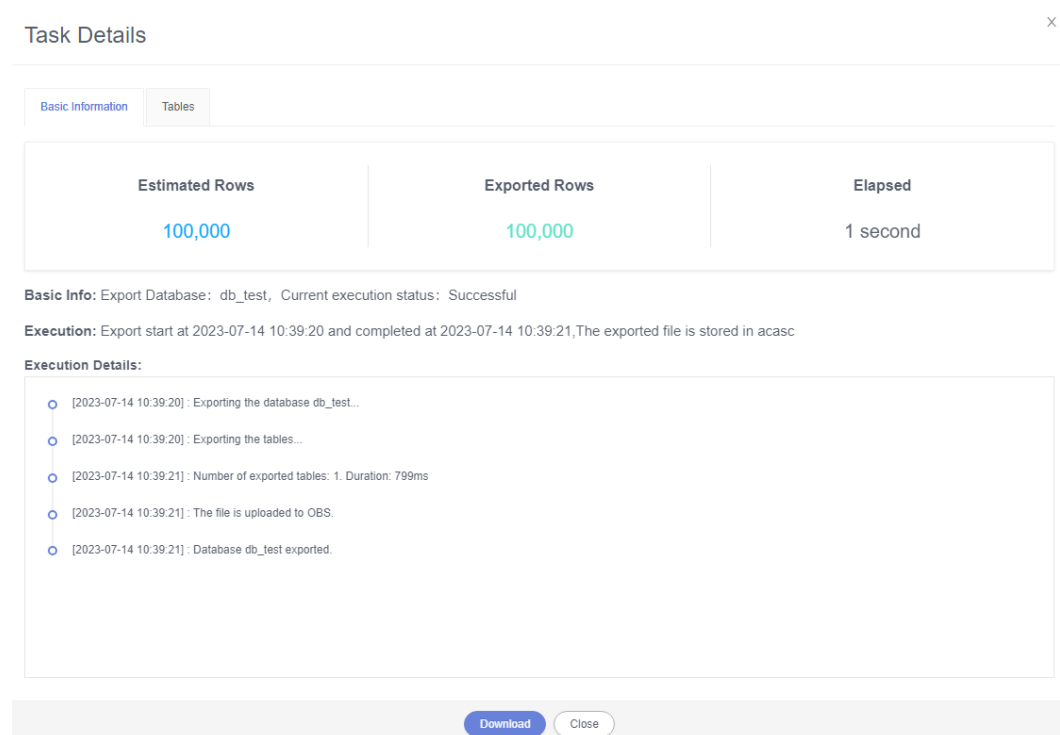 Task Details
X
Basic Information
Tables
Estimated Rows
Exported Rows
Elapsed
100,000
100,000
1 second
Basic Info: Export Database：db_test，Current execution status：Successful
Execution: Export start at 2023-07-14 10:39:20 and completed at 2023-07-14 10:39:21,The exported file is stored in acasc
Execution Details:
[2023-07-14 10:39:20] : Exporting the database db_test...
[2023-07-14 10:39:20] : Exporting the tables...
[2023-07-14 10:39:21] : Number of exported tables: 1. Duration: 799ms
[2023-07-14 10:39:21] : The file is uploaded to OBS.
[2023-07-14 10:39:21] : Database db_test exported.
Download
Close